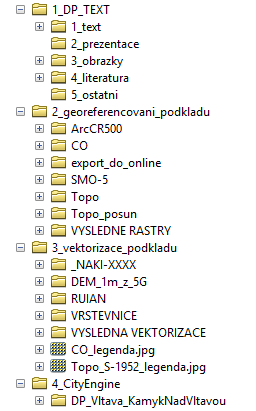 1_DP_TEXT
1_text
2_prezentace
3_obrazky
4_literatura
5_ostatni
2_georeferencovani_podkladu
ArcCR500
CO
export_do_online
SMO-5
Topo
Topo_posun
VYSLEDNE RASTRY
3_vektorizace_podkladu
_NAKI-XXXX
DEM_1m_z_5G
RUIAN
VRSTEVNICE
VYSLEDNA VEKTORIZACE
CO_legenda.jpg
Topo_S-1952_legenda.jpg
4_CityEngine
DP_Vltava_KamykNadVltavou